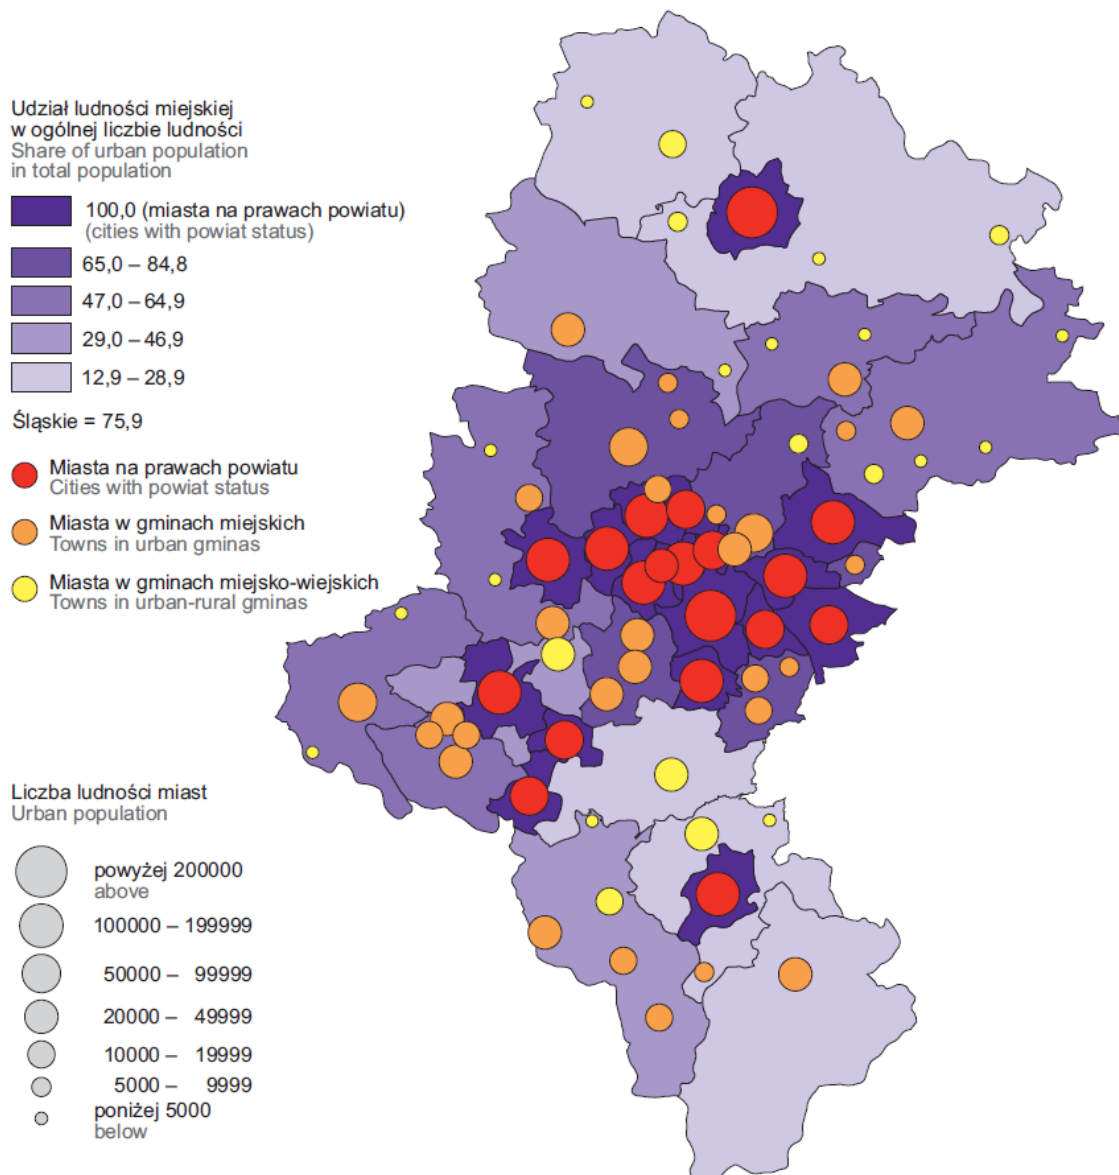 Udział ludności miejskiej
w ogólnej liczbie ludności
Share of urban population
in total population
100,0 (miasta na prawach powiatu)
(cities with powiat status)
65,0 – 84,8
47,0 – 64,9
29,0 – 46,9
12,9 – 28,9
Śląskie = 75,9
Miasta na prawach powiatu
Cities with powiat status
Miasta w gminach miejskich
Towns in urban gminas
Miasta w gminach miejsko-wiejskich
Towns in urban-rural gminas
Liczba ludności miast
Urban population
powyżej 200000
above
100000 – 199999
50000 – 99999
20000 – 49999
10000 – 19999
5000 – 9999
poniżej 5000
below